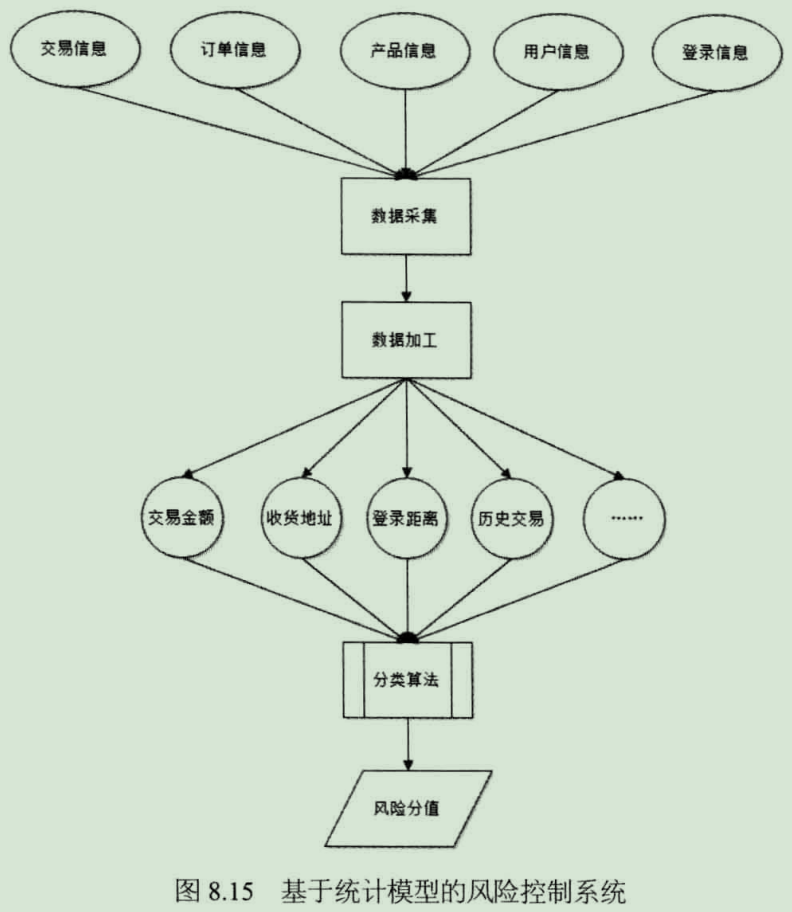 交易信息
订单信息
产品信息
用户信息
登录信息
数据采集
数据加工
交易金额
收货地址
登录距离
历史交易
……
分类算法
风险分值
图 8.15 基于统计模型的风险控制系统